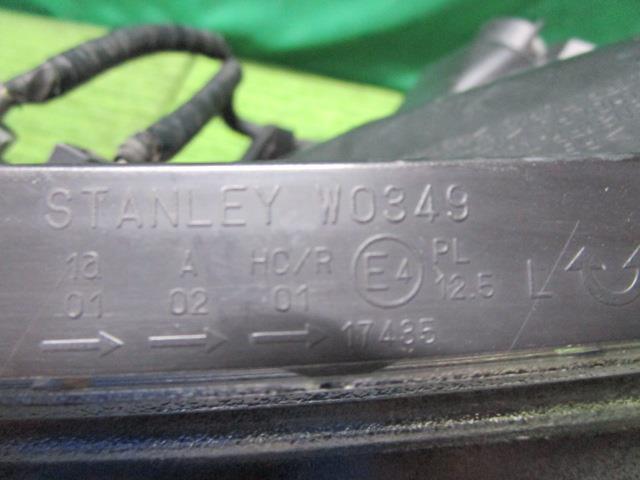 STANLEY W0349
1a A HC/R E4 PL
01 02 01 12.5 L
→ → → 17435